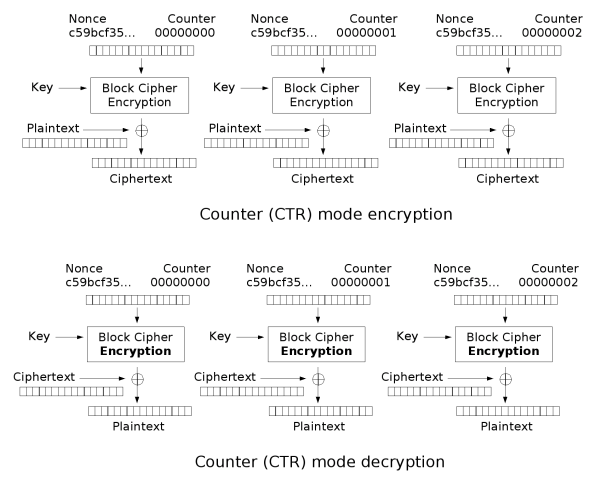 Nonce Counter Nonce Counter Nonce Counter
c59bcf35… 00000000 c59bcf35… 00000001 c59bcf35… 00000002
Key Block Cipher Encryption Key Block Cipher Encryption Key Block Cipher Encryption
Plaintext Plaintext Plaintext
Ciphertext Ciphertext Ciphertext
Counter (CTR) mode encryption
Nonce Counter Nonce Counter Nonce Counter
c59bcf35… 00000000 c59bcf35… 00000001 c59bcf35… 00000002
Key Block Cipher Encryption Key Block Cipher Encryption Key Block Cipher Encryption
Ciphertext Ciphertext Ciphertext
Plaintext Plaintext Plaintext
Counter (CTR) mode decryption